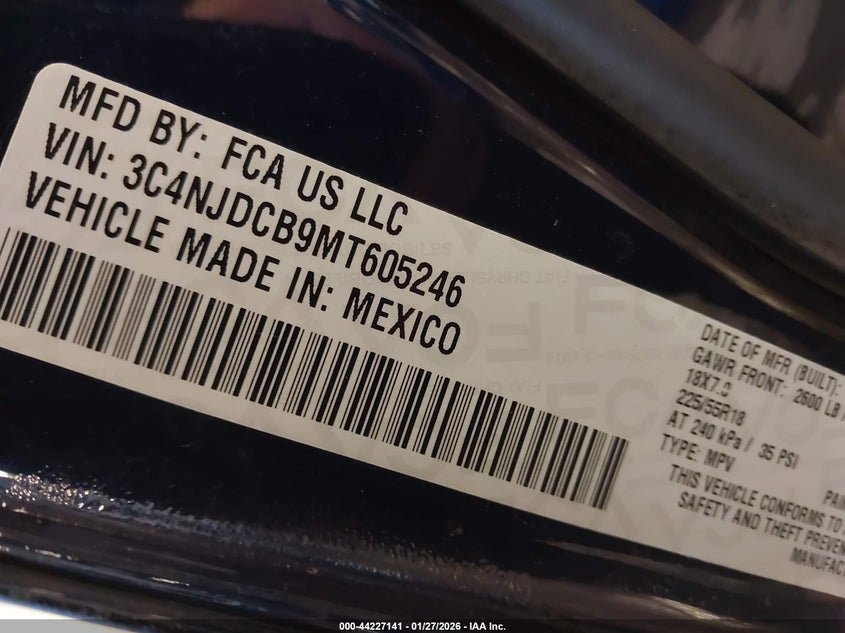 MFD BY: FCA US LLC
VIN: 3C4NJDCB9MT605246
VEHICLE MADE IN: MEXICO
DATE OF MFR (BUILT):
GAWR FRONT: 2600 LB
18X7.0
225/55R18
AT 240 kPa / 35 PSI
TYPE: MPV
THIS VEHICLE CONFORMS TO
SAFETY AND THEFT
000-44227141 - 01/27/2026 - IAA Inc.